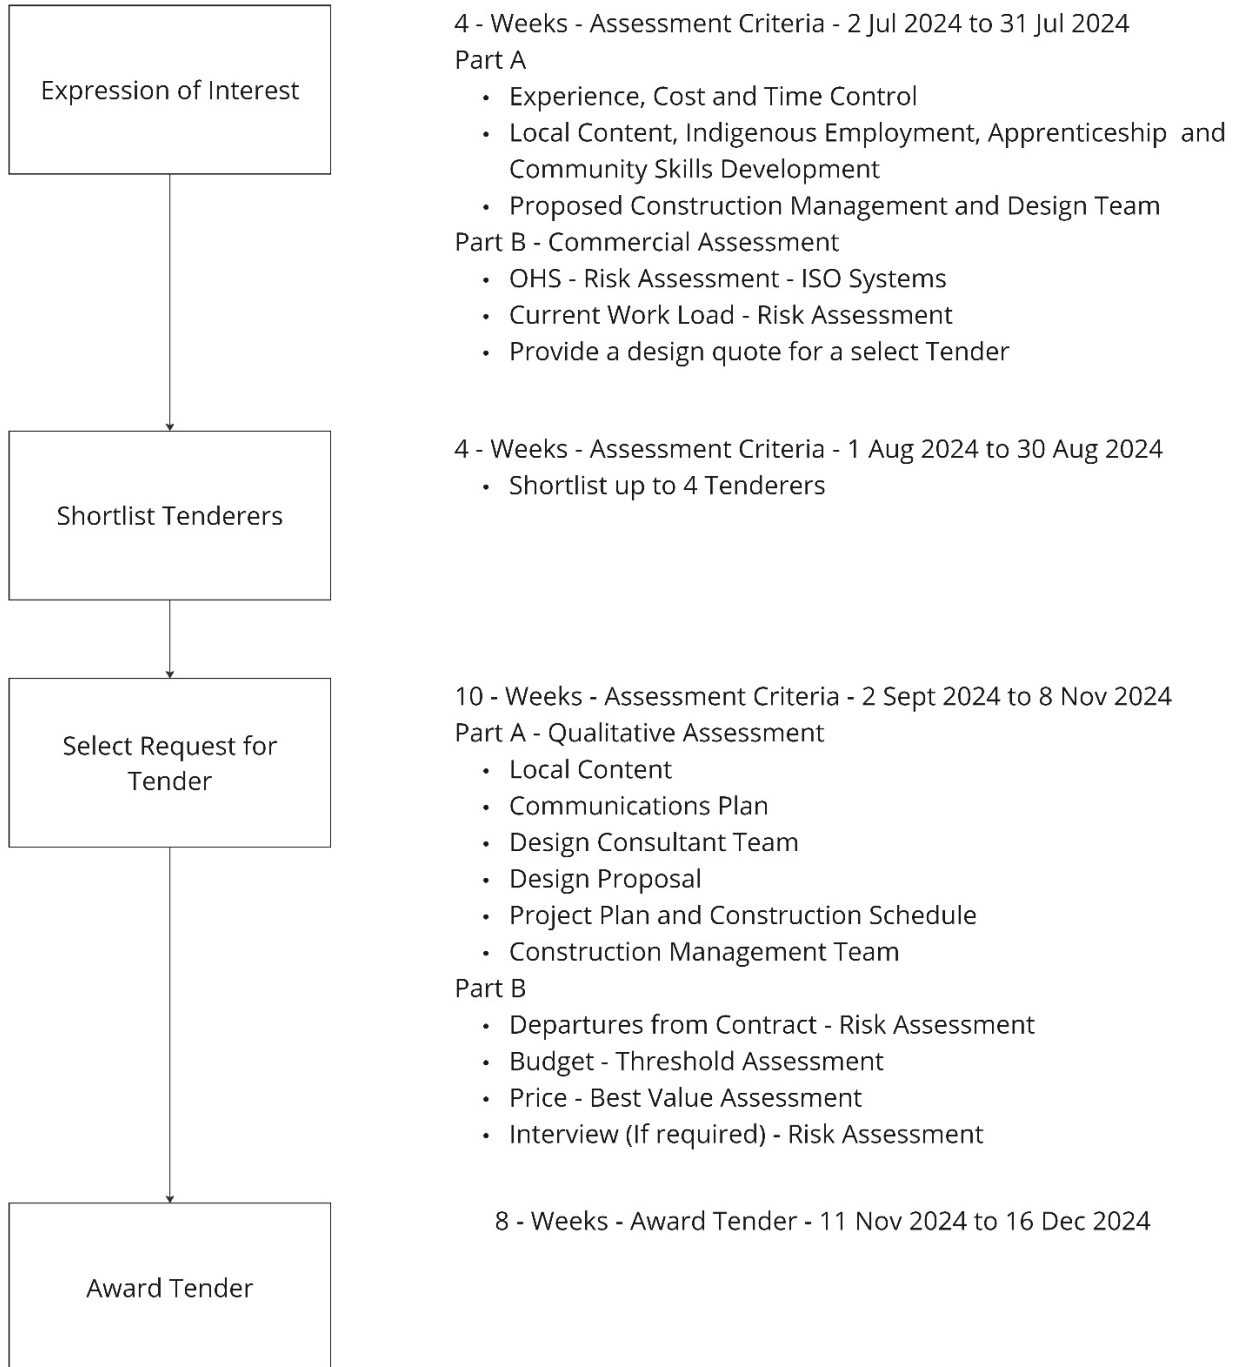 Expression of Interest
4 - Weeks - Assessment Criteria - 2 Jul 2024 to 31 Jul 2024
Part A
• Experience, Cost and Time Control
• Local Content, Indigenous Employment, Apprenticeship and
Community Skills Development
• Proposed Construction Management and Design Team
Part B - Commercial Assessment
• OHS - Risk Assessment - ISO Systems
• Current Work Load - Risk Assessment
• Provide a design quote for a select Tender
Shortlist Tenderers
4 - Weeks - Assessment Criteria - 1 Aug 2024 to 30 Aug 2024
• Shortlist up to 4 Tenderers
Select Request for
Tender
10 - Weeks - Assessment Criteria - 2 Sept 2024 to 8 Nov 2024
Part A - Qualitative Assessment
• Local Content
• Communications Plan
• Design Consultant Team
• Design Proposal
• Project Plan and Construction Schedule
• Construction Management Team
Part B
• Departures from Contract - Risk Assessment
• Budget - Threshold Assessment
• Price - Best Value Assessment
• Interview (If required) - Risk Assessment
Award Tender
8 - Weeks - Award Tender - 11 Nov 2024 to 16 Dec 2024